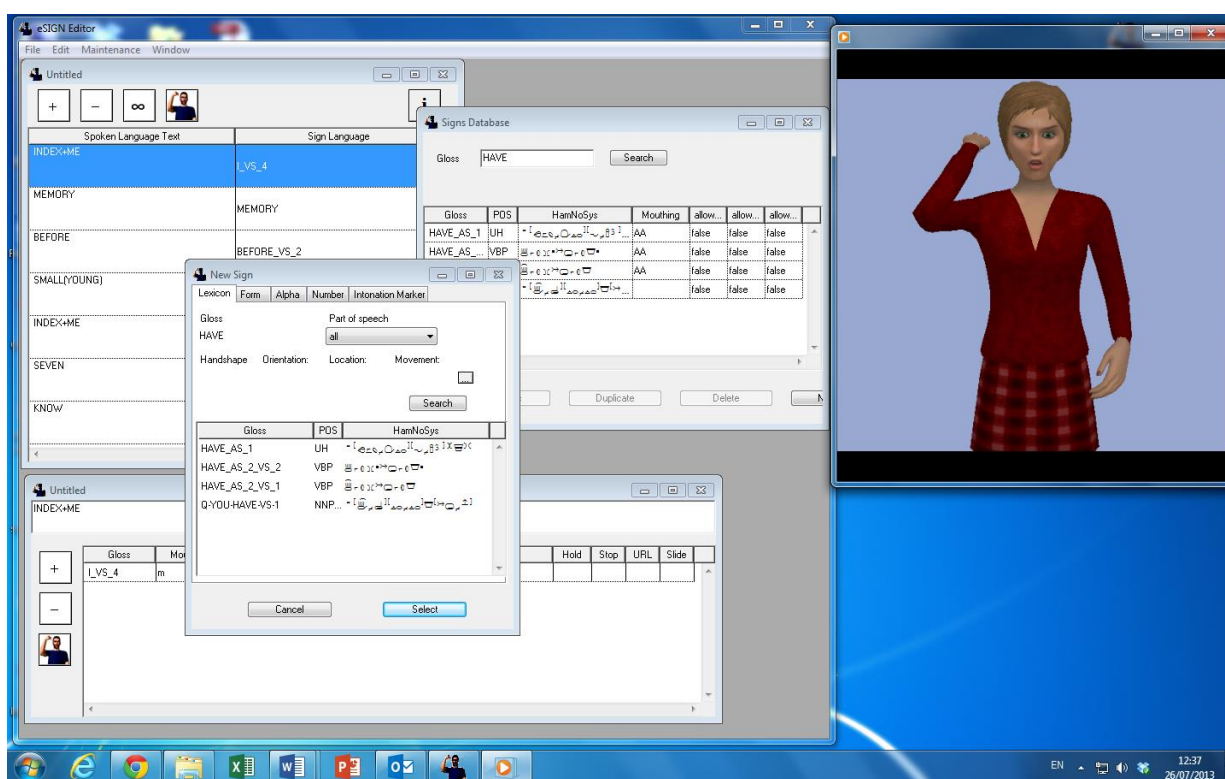 eSIGN Editor
File Edit Maintenance Window
Untitled
+ − ∞ i
Spoken Language Text Sign Language
INDEX+ME
I_VS_4
MEMORY
MEMORY
BEFORE
BEFORE_VS_2
SMALL(YOUNG)
INDEX+ME
SEVEN
KNOW
Signs Database
Gloss HAVE Search
Gloss POS HamNoSys Mouthing allow... allow... allow...
HAVE_AS_1 UH AA false false false
HAVE_AS_... VBP AA false false false
AA false false false
false false false
Duplicate Delete N
New Sign
Lexicon Form Alpha Number Intonation Marker
Gloss Part of speech
HAVE all
Handshape Orientation: Location: Movement:
...
Search
Gloss POS HamNoSys
HAVE_AS_1 UH
HAVE_AS_2_VS_2 VBP
HAVE_AS_2_VS_1 VBP
Q-YOU-HAVE-VS-1 NNP...
Cancel Select
Untitled
INDEX+ME
Gloss Mou Hold Stop URL Slide
+ I_VS_4 m
−
EN 12:37
26/07/2013